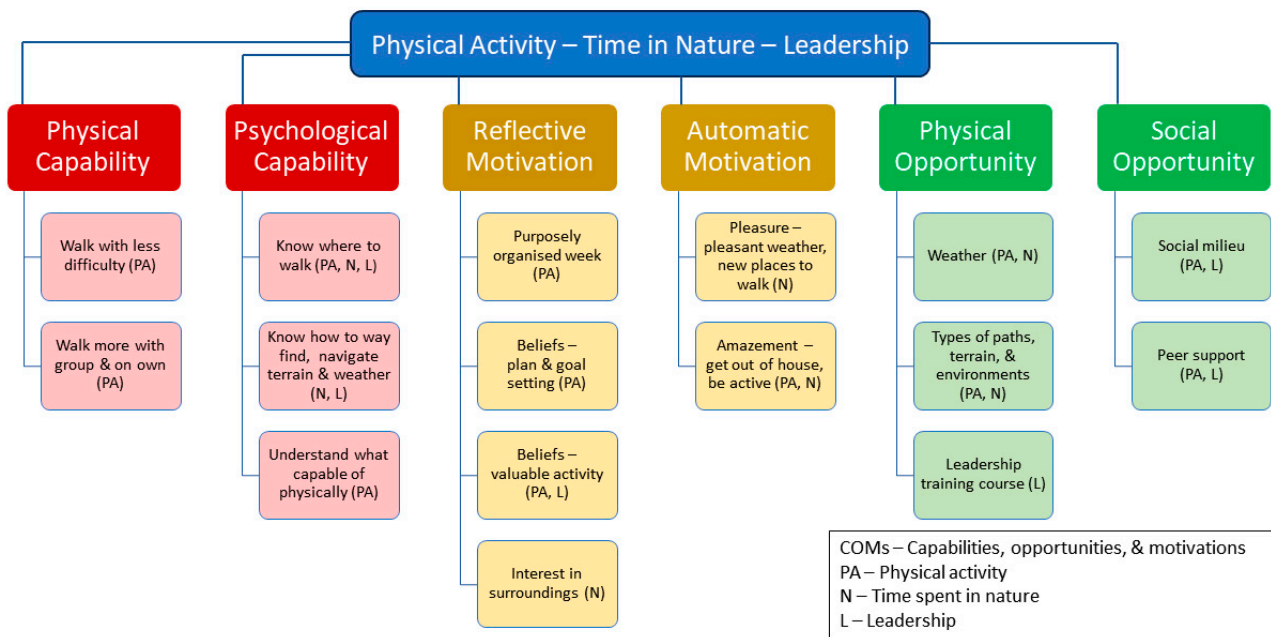 Physical Activity – Time in Nature – Leadership
Physical
Capability
Walk with less
difficulty (PA)
Walk more with
group & on own
(PA)
Psychological
Capability
Know where to
walk (PA, N, L)
Know how to way
find, navigate
terrain & weather
(N, L)
Understand what
capable of
physically (PA)
Reflective
Motivation
Purposely
organised week
(PA)
Beliefs –
plan & goal
setting (PA)
Beliefs –
valuable activity
(PA, L)
Interest in
surroundings (N)
Automatic
Motivation
Pleasure –
pleasant weather,
new places to
walk (N)
Amazement –
get out of house,
be active (PA, N)
Physical
Opportunity
Weather (PA, N)
Types of paths,
terrain, &
environments
(PA, N)
Leadership
training course (L)
Social
Opportunity
Social milieu
(PA, L)
Peer support
(PA, L)
COMs – Capabilities, opportunities, & motivations
PA – Physical activity
N – Time spent in nature
L – Leadership